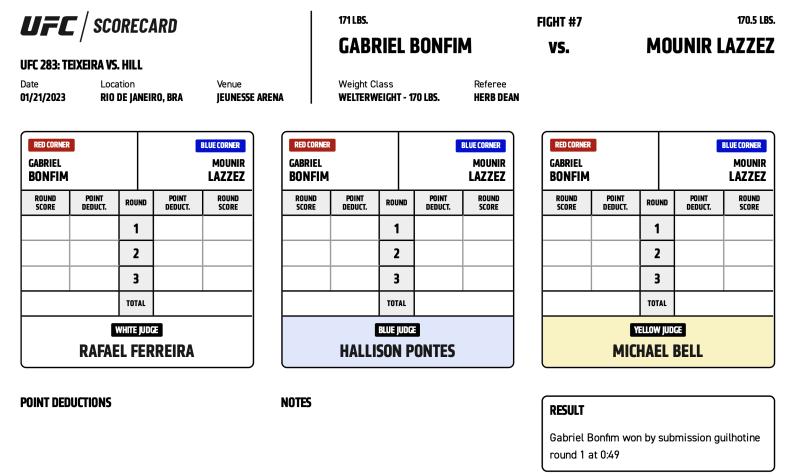 UFC / SCORECARD
UFC 283: TEIXEIRA VS. HILL
Date Location Venue
01/21/2023 RIO DE JANEIRO, BRA JEUNESSE ARENA
171 LBS. FIGHT #7 170.5 LBS.
GABRIEL BONFIM VS. MOUNIR LAZZEZ
Weight Class Referee
WELTERWEIGHT - 170 LBS. HERB DEAN
RED CORNER BLUE CORNER
GABRIEL MOUNIR
BONFIM LAZZEZ
ROUND POINT ROUND POINT ROUND
SCORE DEDUCT. DEDUCT. SCORE
1
2
3
TOTAL
WHITE JUDGE
RAFAEL FERREIRA
RED CORNER BLUE CORNER
GABRIEL MOUNIR
BONFIM LAZZEZ
ROUND POINT ROUND POINT ROUND
SCORE DEDUCT. DEDUCT. SCORE
1
2
3
TOTAL
BLUE JUDGE
HALLISON PONTES
RED CORNER BLUE CORNER
GABRIEL MOUNIR
BONFIM LAZZEZ
ROUND POINT ROUND POINT ROUND
SCORE DEDUCT. DEDUCT. SCORE
1
2
3
TOTAL
YELLOW JUDGE
MICHAEL BELL
POINT DEDUCTIONS
NOTES
RESULT
Gabriel Bonfim won by submission guilhotine
round 1 at 0:49